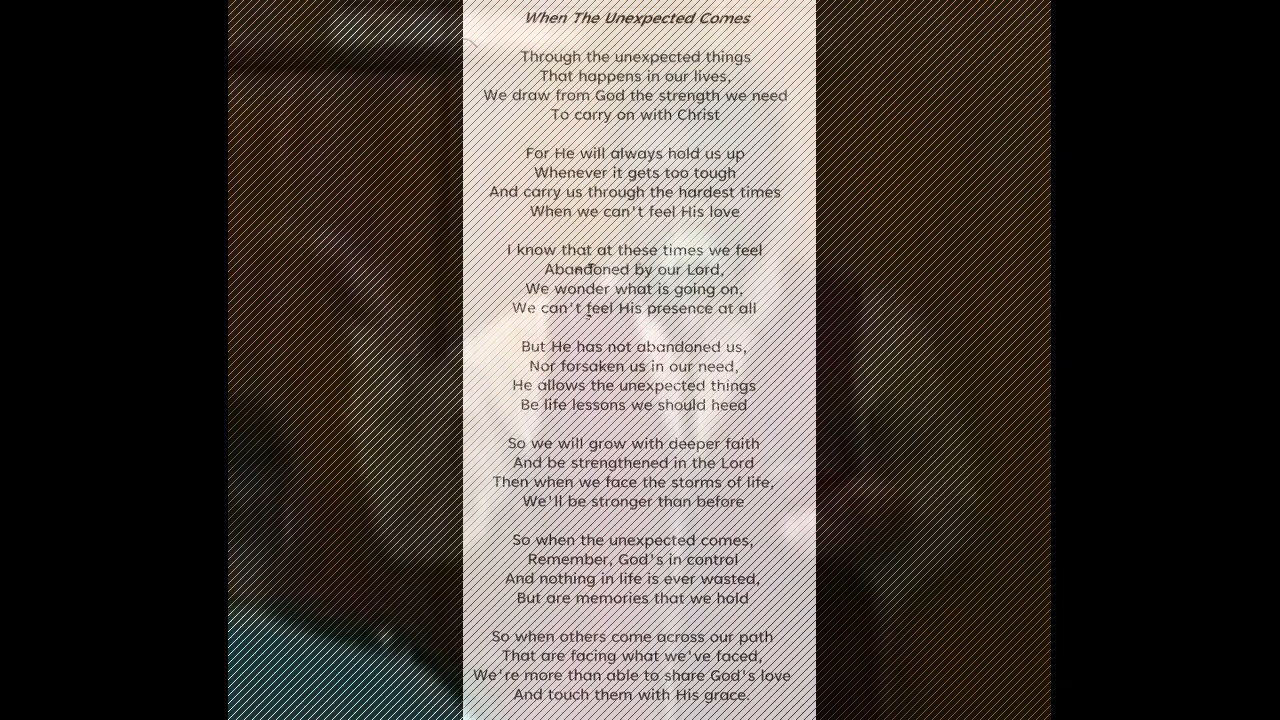 When The Unexpected Comes
Through the unexpected things
That happens in our lives,
We draw from God the strength we need
To carry on with Christ
For He will always hold us up
Whenever it gets too tough
And carry us through the hardest times
When we can't feel His love
I know that at these times we feel
Abandoned by our Lord,
We wonder what is going on,
We can't feel His presence at all
But He has not abandoned us,
Nor forsaken us in our need,
He allows the unexpected things
Be life lessons we should heed
So we will grow with deeper faith
And be strengthened in the Lord
Then when we face the storms of life,
We'll be stronger than before
So when the unexpected comes,
Remember, God's in control
And nothing in life is ever wasted,
But are memories that we hold
So when others come across our path
That are facing what we've faced,
We're more than able to share God's love
And touch them with His grace.